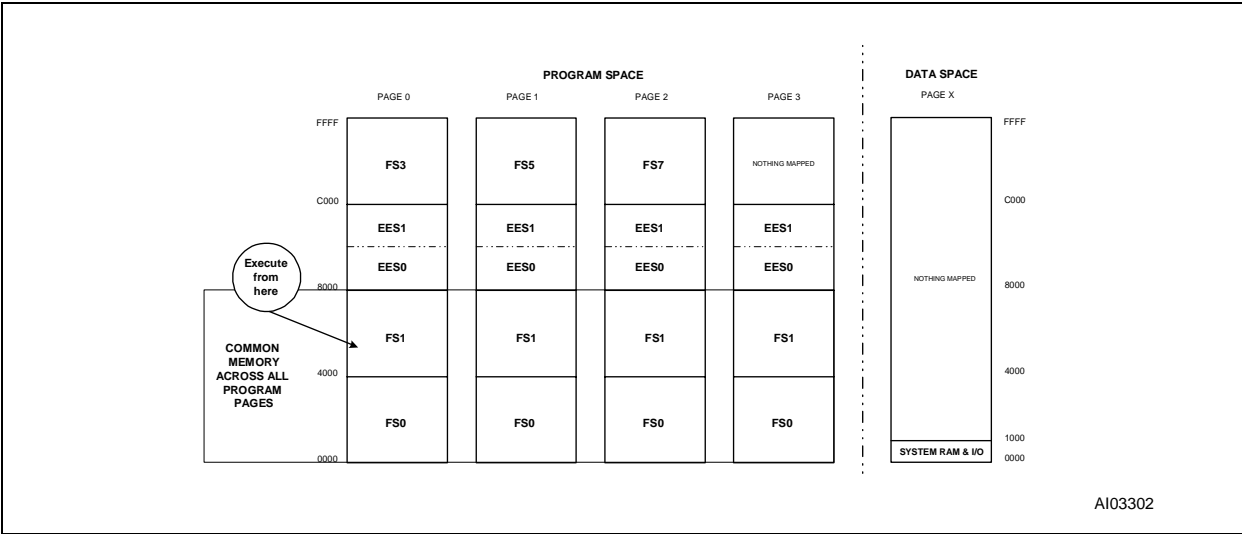 PROGRAM SPACE
DATA SPACE
PAGE 0 PAGE 1 PAGE 2 PAGE 3 PAGE X
FFFF FFFF
FS3 FS5 FS7 NOTHING MAPPED
C000 C000
EES1 EES1 EES1 EES1
Execute
from
here
EES0 EES0 EES0 EES0
NOTHING MAPPED
8000 8000
FS1 FS1 FS1 FS1
COMMON
MEMORY
ACROSS ALL
PROGRAM
PAGES
4000 4000
FS0 FS0 FS0 FS0
1000
SYSTEM RAM & I/O
0000 0000
AI03302